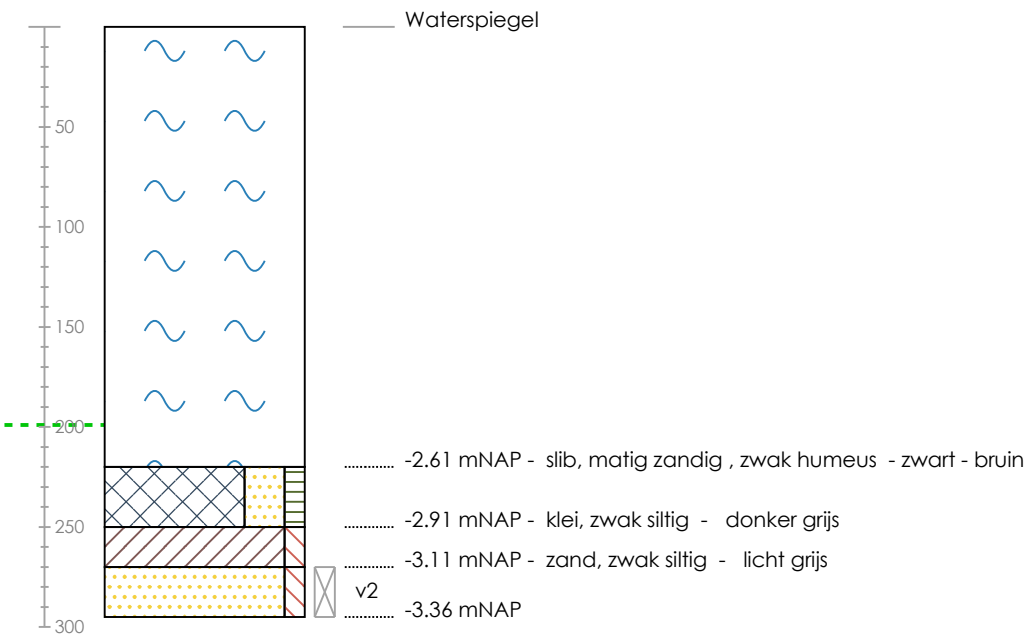 Waterspiegel
50
100
150
200
-2.61 mNAP - slib, matig zandig , zwak humeus - zwart - bruin
250
-2.91 mNAP - klei, zwak siltig - donker grijs
-3.11 mNAP - zand, zwak siltig - licht grijs
v2
-3.36 mNAP
300